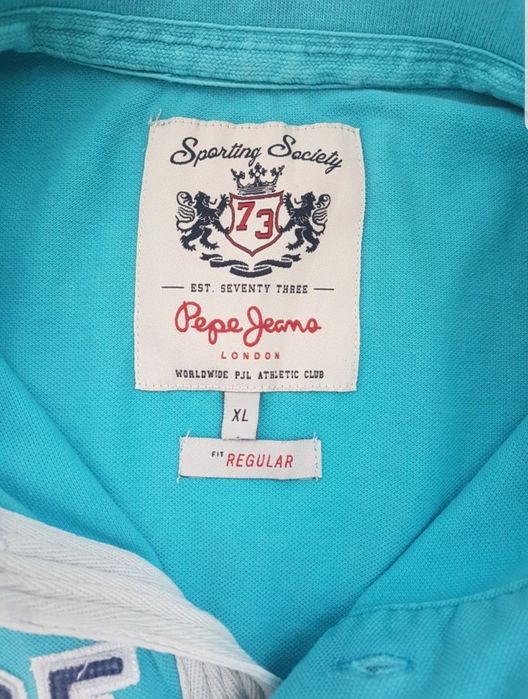 Sporting Society
73
EST. SEVENTY THREE
Pepe Jeans
LONDON
WORLDWIDE PJL ATHLETIC CLUB
XL
FIT REGULAR